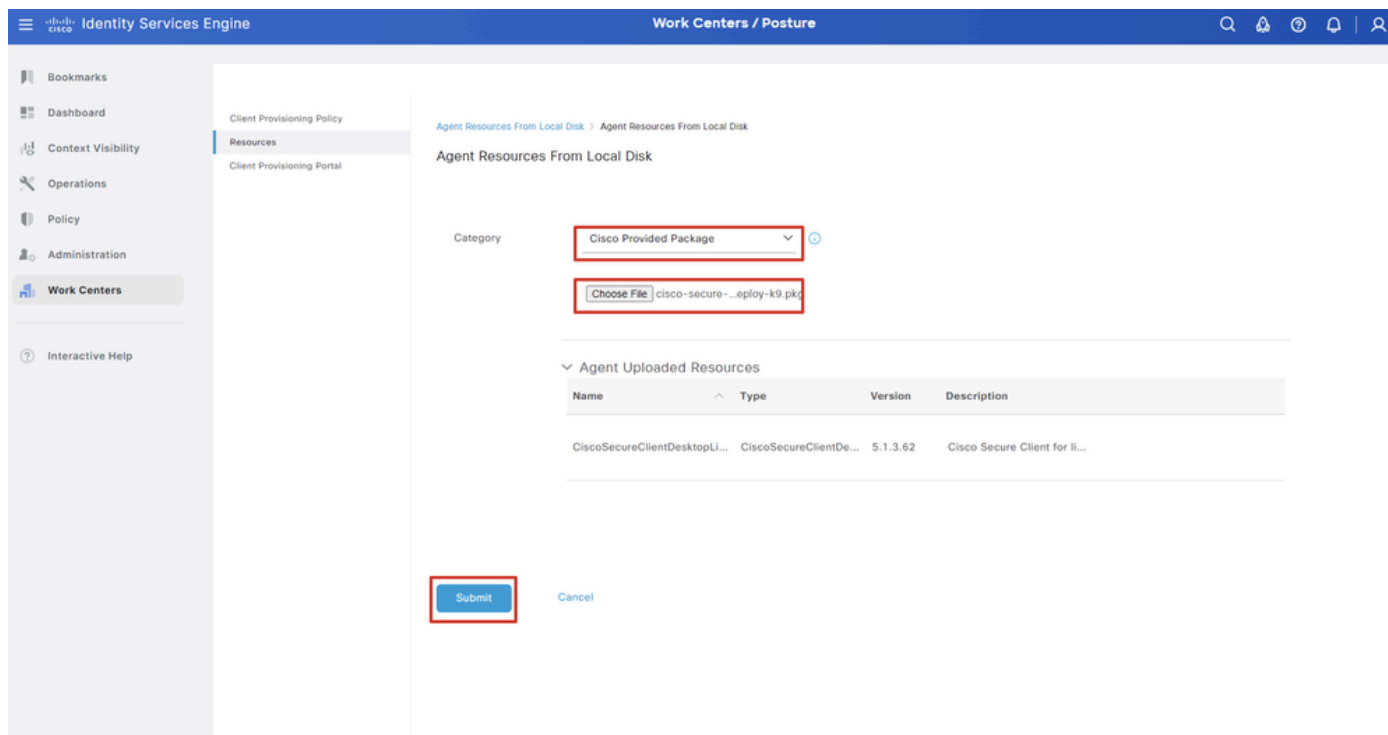 cisco Identity Services Engine
Work Centers / Posture
Bookmarks
Dashboard
Context Visibility
Operations
Policy
Administration
Work Centers
Interactive Help
Client Provisioning Policy
Resources
Client Provisioning Portal
Agent Resources From Local Disk > Agent Resources From Local Disk
Agent Resources From Local Disk
Category
Cisco Provided Package
Choose File cisco-secure-...eploy-k9.pkg
Agent Uploaded Resources
Name Type Version Description
CiscoSecureClientDesktopLi... CiscoSecureClientDe... 5.1.3.62 Cisco Secure Client for li...
Submit Cancel